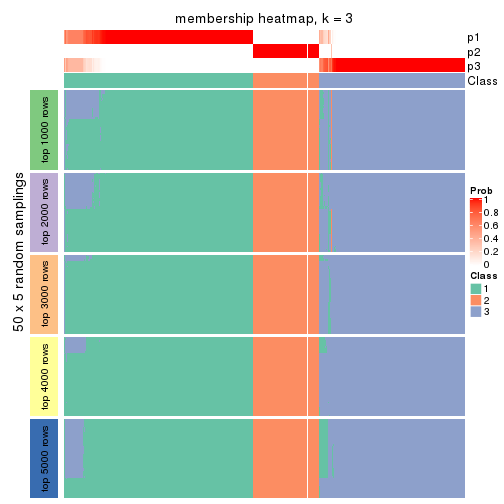 membership heatmap, k = 3
p1
p2
p3
Class
50 x 5 random samplings
top 1000 rows
top 2000 rows
top 3000 rows
top 4000 rows
top 5000 rows
Prob
1
0.8
0.6
0.4
0.2
0
Class
1
2
3